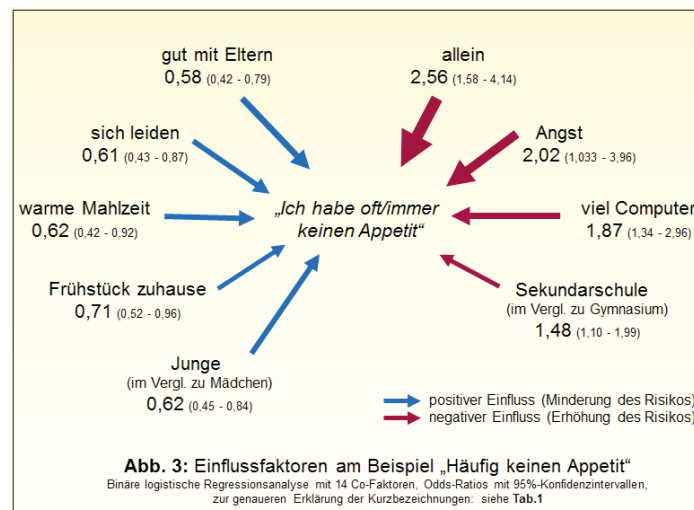 gut mit Eltern
0,58 (0,42 - 0,79)
allein
2,56 (1,58 - 4,14)
sich leiden
0,61 (0,43 - 0,87)
Angst
2,02 (1,033 - 3,96)
warme Mahlzeit
0,62 (0,42 - 0,92)
„Ich habe oft/immer
keinen Appetit“
viel Computer
1,87 (1,34 - 2,96)
Frühstück zuhause
0,71 (0,52 - 0,96)
Sekundarschule
(im Vergl. zu Gymnasium)
1,48 (1,10 - 1,99)
Junge
(im Vergl. zu Mädchen)
0,62 (0,45 - 0,84)
positiver Einfluss (Minderung des Risikos)
negativer Einfluss (Erhöhung des Risikos)
Abb. 3: Einflussfaktoren am Beispiel „Häufig keinen Appetit“
Binäre logistische Regressionsanalyse mit 14 Co-Faktoren, Odds-Ratios mit 95%-Konfidenzintervallen,
zur genaueren Erklärung der Kurzbezeichnungen: siehe Tab.1